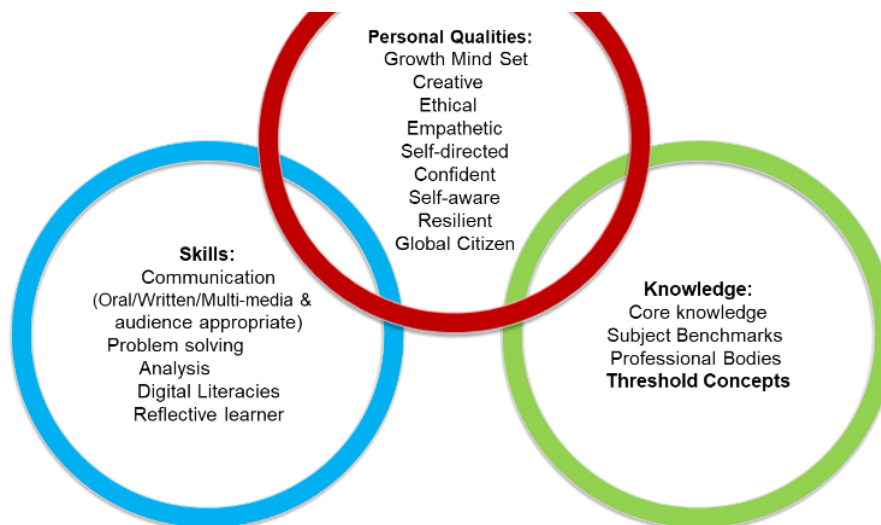 Personal Qualities:
Growth Mind Set
Creative
Ethical
Empathetic
Self-directed
Confident
Self-aware
Resilient
Global Citizen
Skills:
Communication
(Oral/Written/Multi-media &
audience appropriate)
Problem solving
Analysis
Digital Literacies
Reflective learner
Knowledge:
Core knowledge
Subject Benchmarks
Professional Bodies
Threshold Concepts